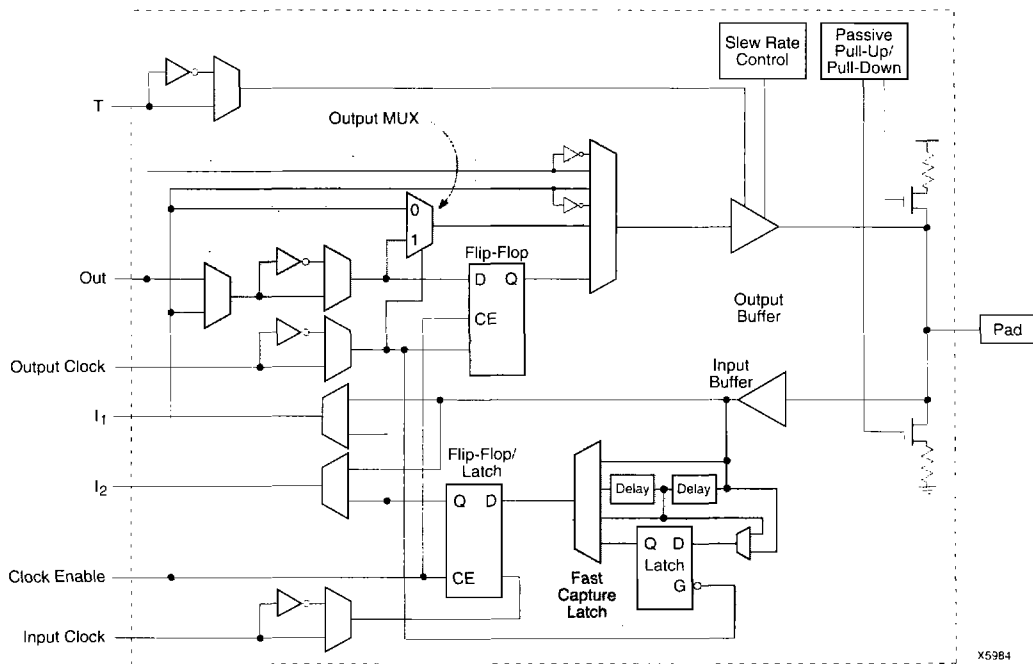 Slew Rate
Control
Passive
Pull-Up/
Pull-Down
T
Output MUX
0
1
Flip-Flop
D Q
CE
Out
Output
Buffer
Pad
Output Clock
Input
Buffer
I1
Flip-Flop/
Latch
I2
Delay
Delay
Q D
Q D
Latch
G
Clock Enable
CE
Fast
Capture
Latch
Input Clock
X5984